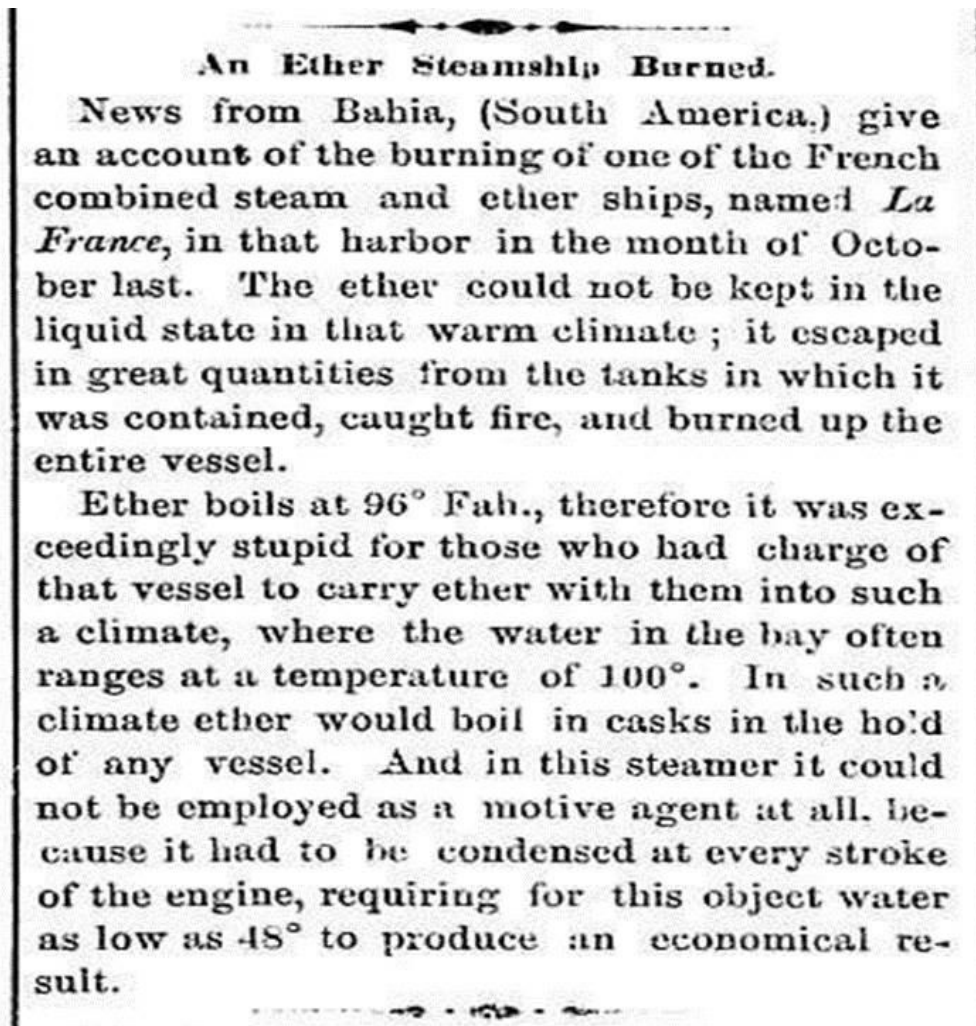 An Ether Steamship Burned.
News from Bahia, (South America.) give
an account of the burning of one of the French
combined steam and ether ships, named La
France, in that harbor in the month of Octo-
ber last. The ether could not be kept in the
liquid state in that warm climate ; it escaped
in great quantities from the tanks in which it
was contained, caught fire, and burned up the
entire vessel.
Ether boils at 96° Fah., therefore it was ex-
ceedingly stupid for those who had charge of
that vessel to carry ether with them into such
a climate, where the water in the bay often
ranges at a temperature of 100°. In such a
climate ether would boil in casks in the hold
of any vessel. And in this steamer it could
not be employed as a motive agent at all. be-
cause it had to be condensed at every stroke
of the engine, requiring for this object water
as low as 48° to produce an economical re-
sult.